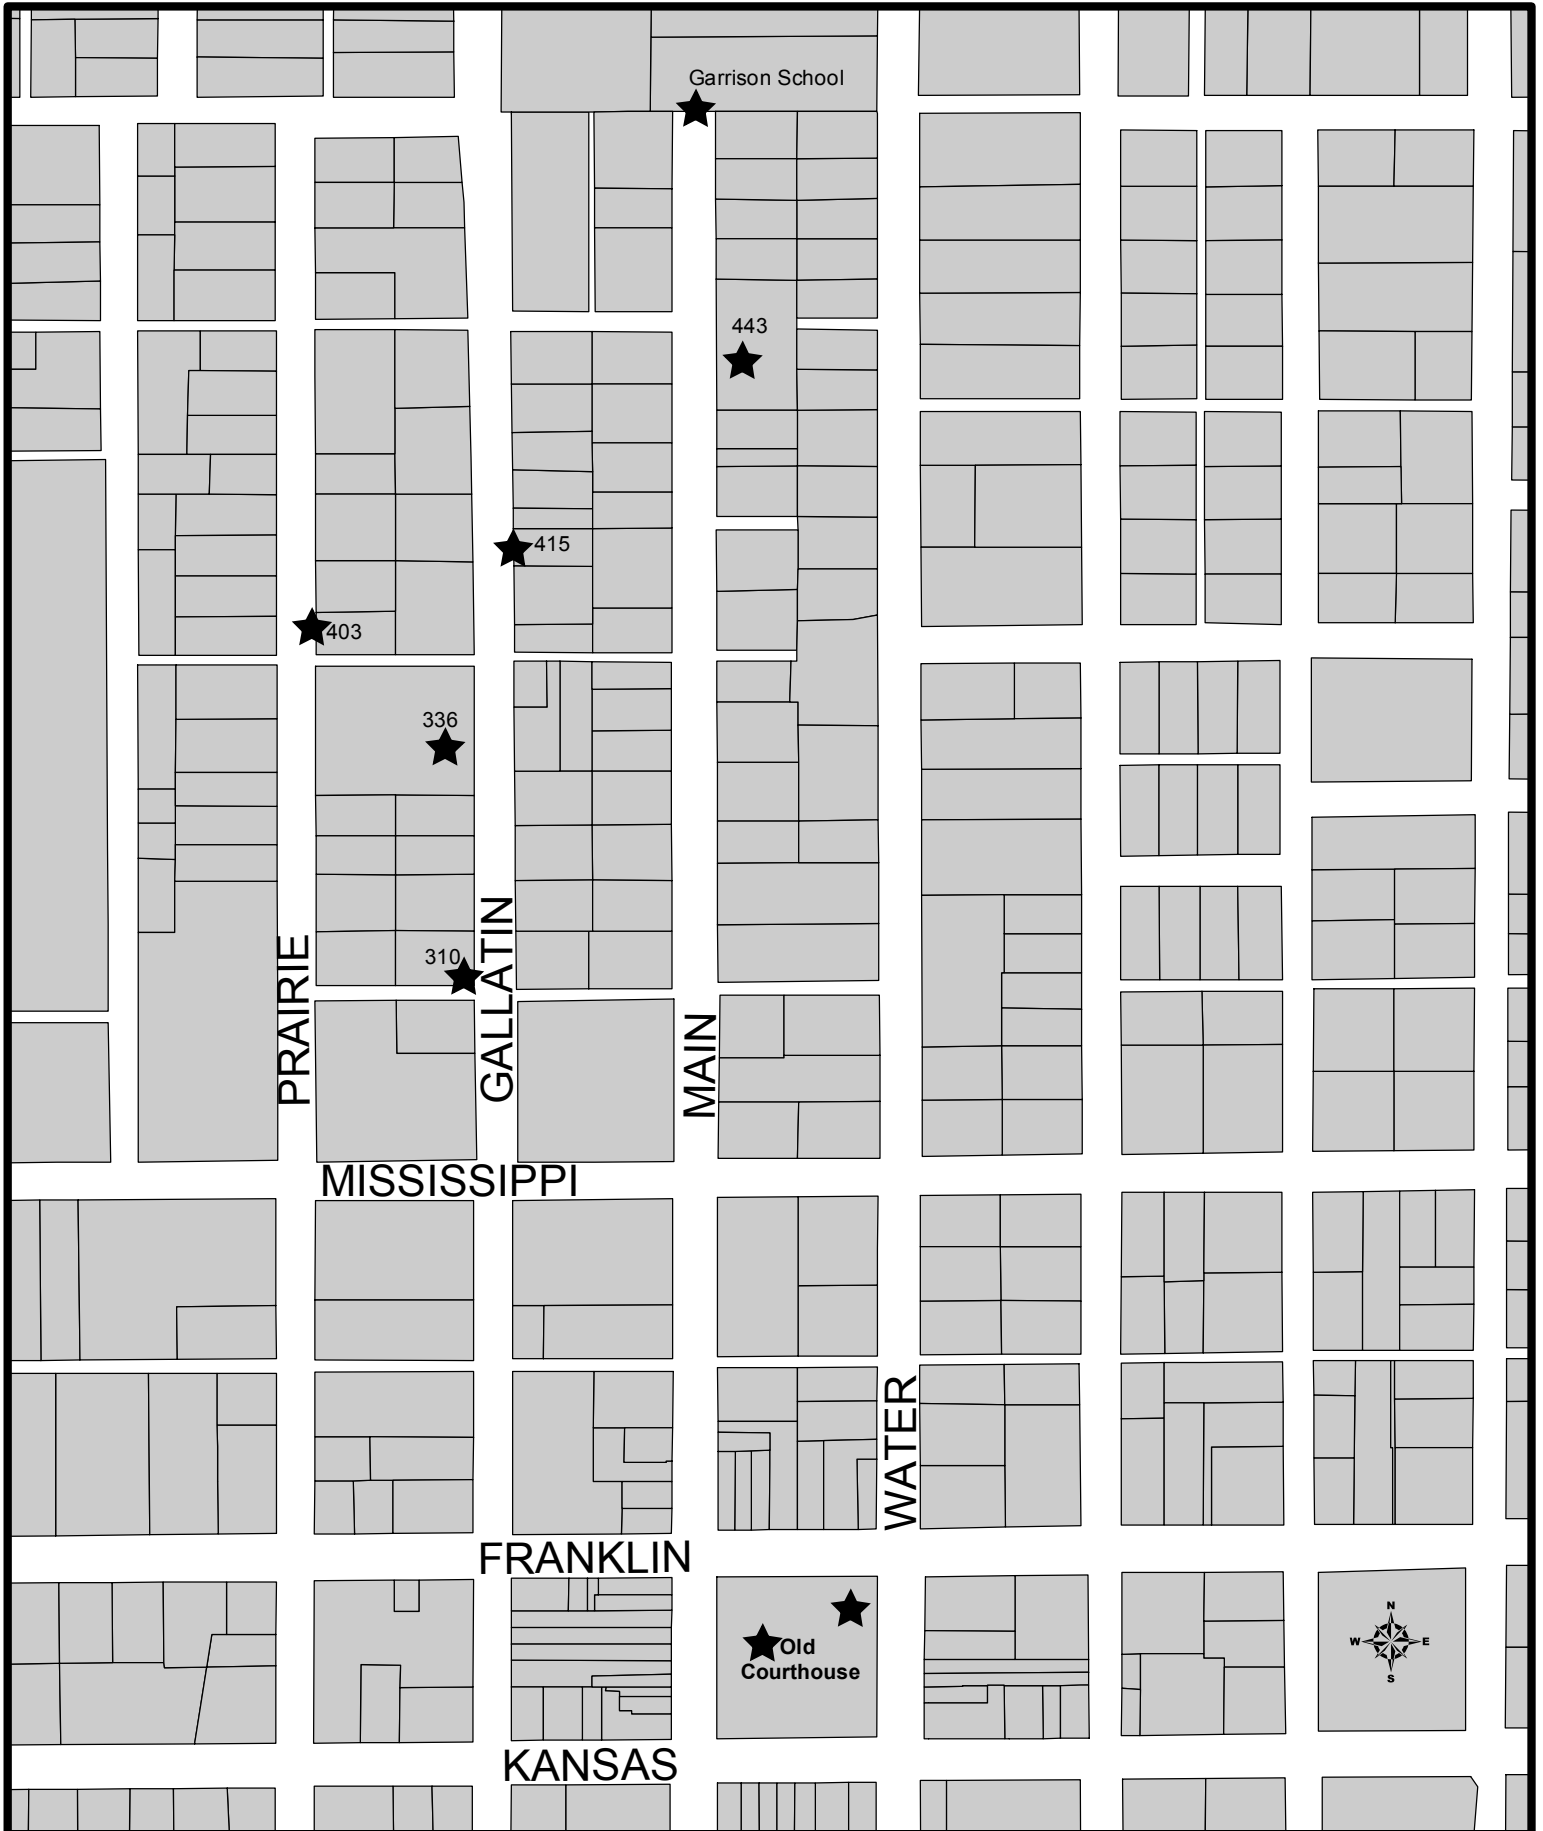 Garrison School
443
415
403
336
310
PRAIRIE
GALLATIN
MAIN
MISSISSIPPI
WATER
FRANKLIN
N
W E
S
Old
Courthouse
KANSAS